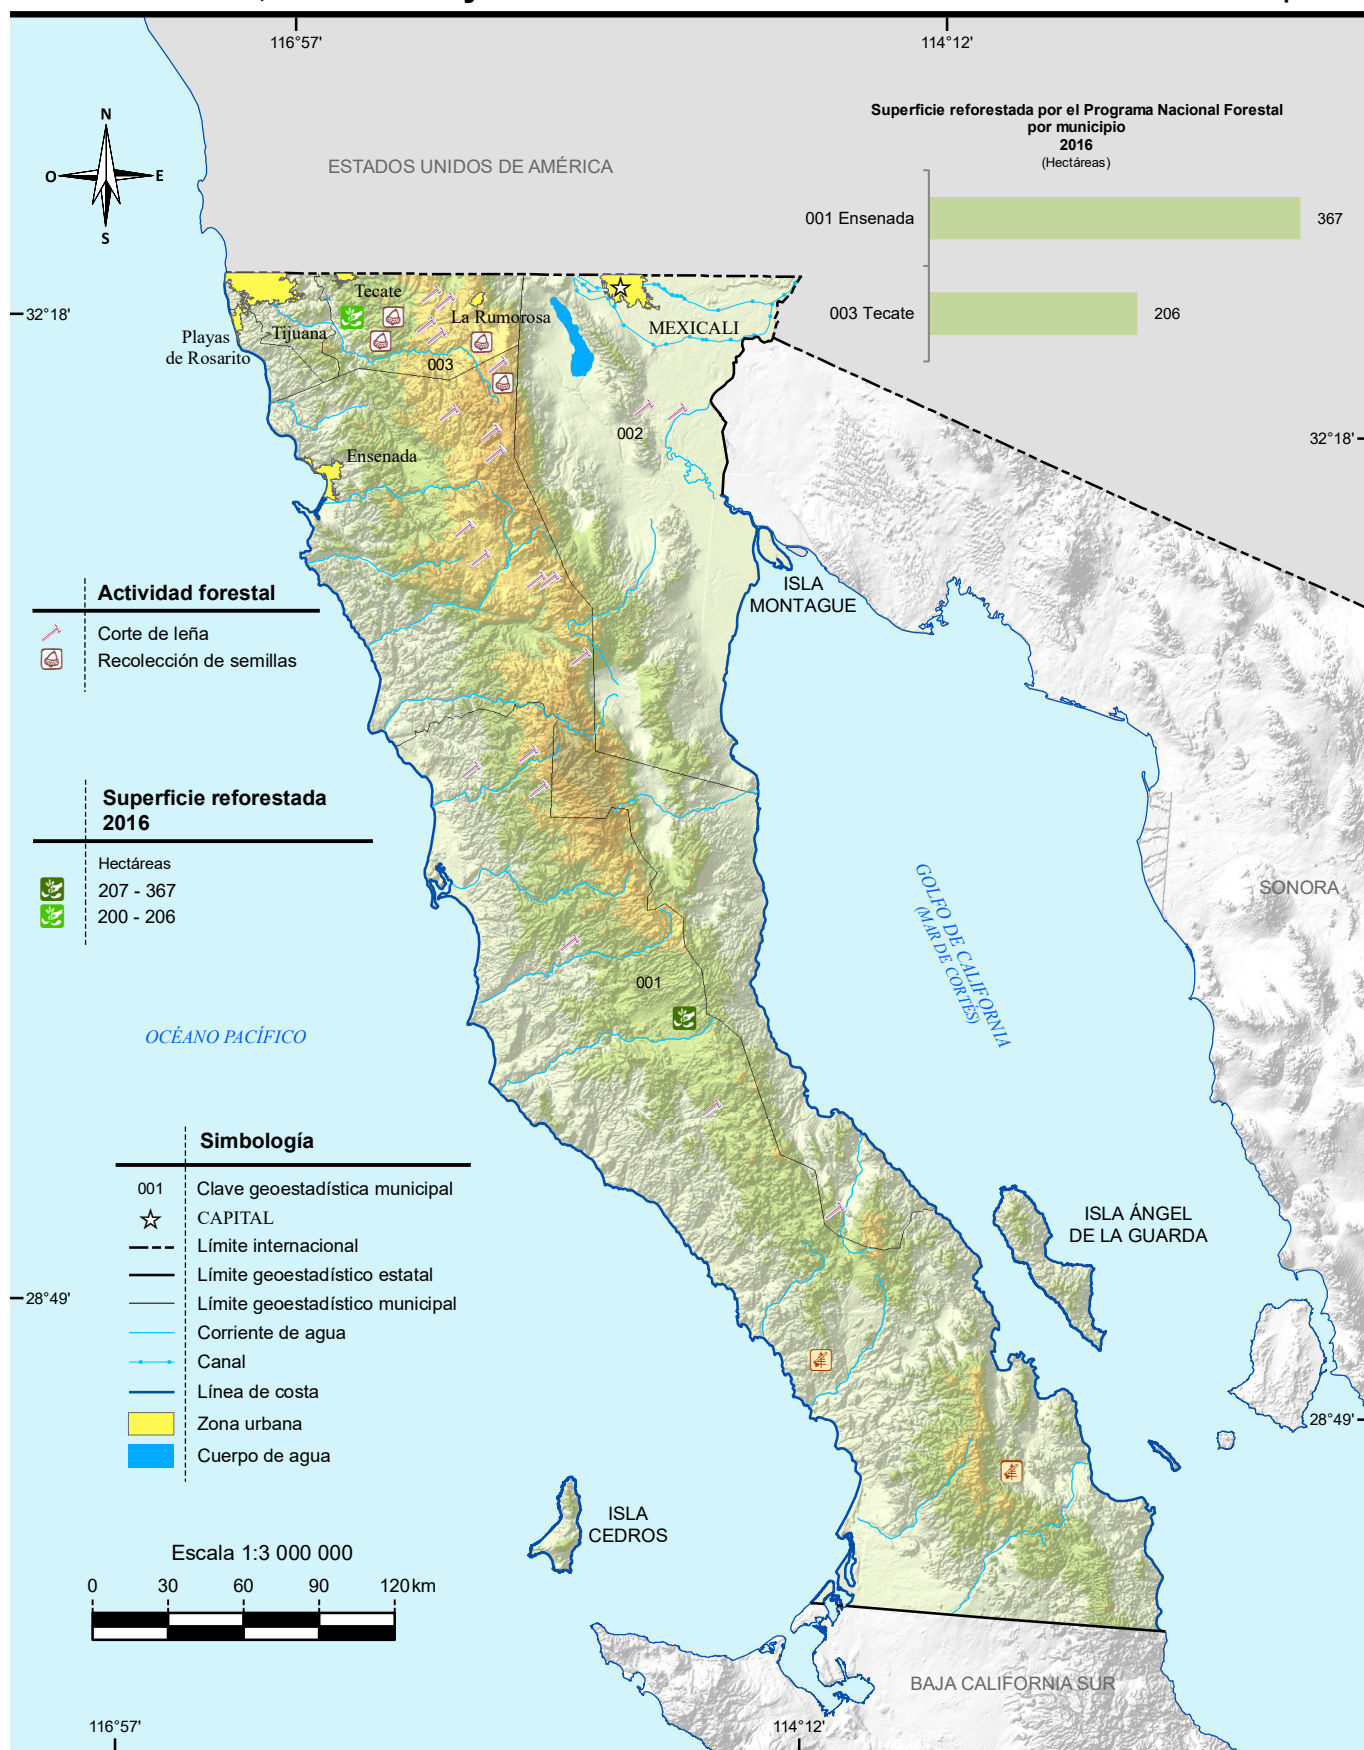 116°57'
114°12'
Superficie reforestada por el Programa Nacional Forestal
por municipio
2016
(Hectáreas)
001 Ensenada
367
003 Tecate
206
N
O
E
S
ESTADOS UNIDOS DE AMÉRICA
32°18'
Tecate
La Rumorosa
MEXICALI
Playas
de Rosarito
Tijuana
003
002
32°18'
Ensenada
ISLA
MONTAGUE
Actividad forestal
Corte de leña
Recolección de semillas
Superficie reforestada
2016
Hectáreas
207 - 367
200 - 206
SONORA
GOLFO DE CALIFORNIA
(MAR DE CORTÉS)
001
OCÉANO PACÍFICO
Simbología
001 Clave geoestadística municipal
CAPITAL
Límite internacional
Límite geoestadístico estatal
Límite geoestadístico municipal
Corriente de agua
Canal
Línea de costa
Zona urbana
Cuerpo de agua
ISLA ÁNGEL
DE LA GUARDA
28°49'
28°49'
ISLA
CEDROS
Escala 1:3 000 000
0 30 60 90 120 km
BAJA CALIFORNIA SUR
116°57'
114°12'